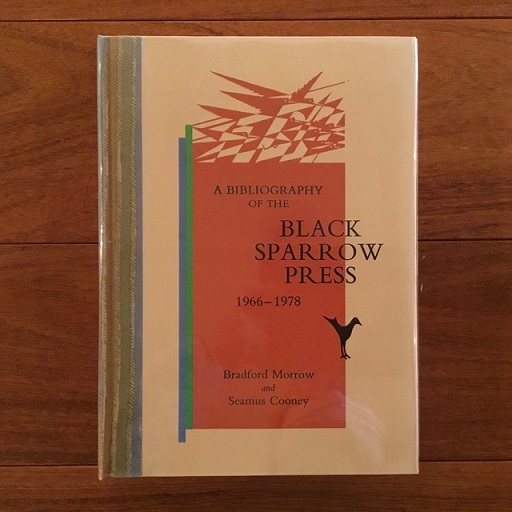 A BIBLIOGRAPHY
OF THE
BLACK
SPARROW
PRESS
1966–1978
Bradford Morrow
and
Seamus Cooney